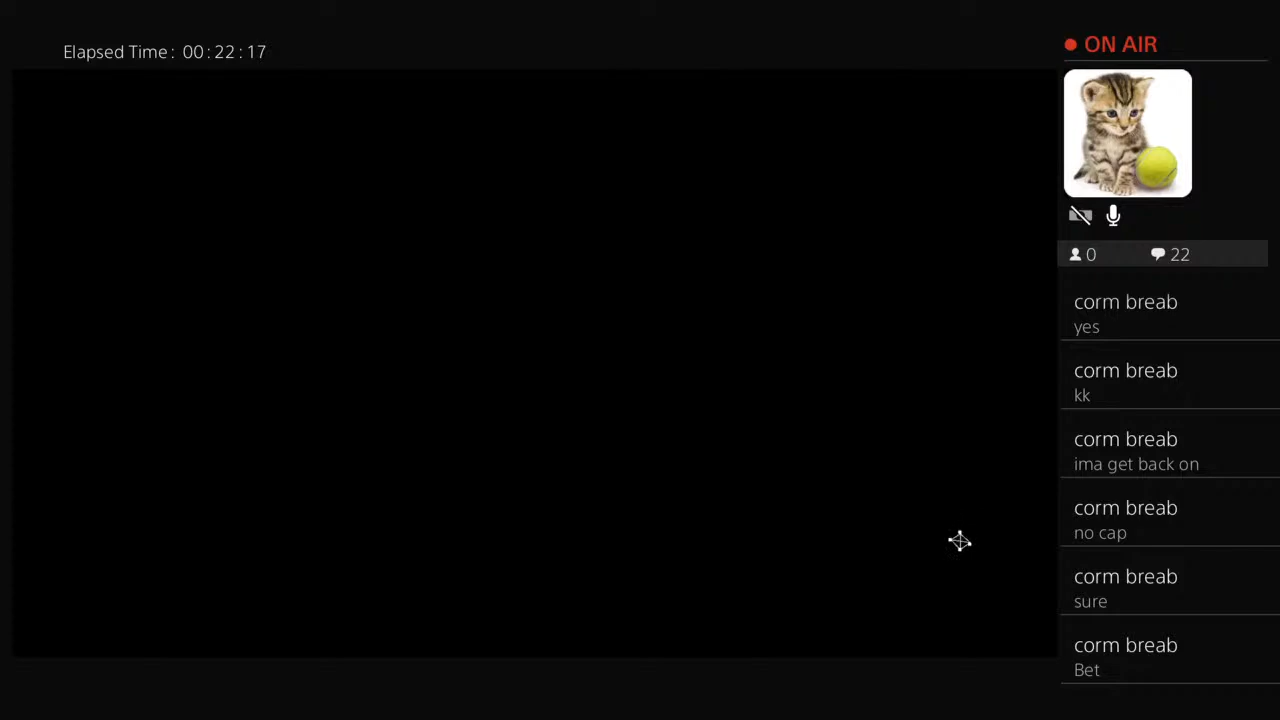 Elapsed Time: 00:22:17
ON AIR
0 22
corm breab
yes
corm breab
kk
corm breab
ima get back on
corm breab
no cap
corm breab
sure
corm breab
Bet